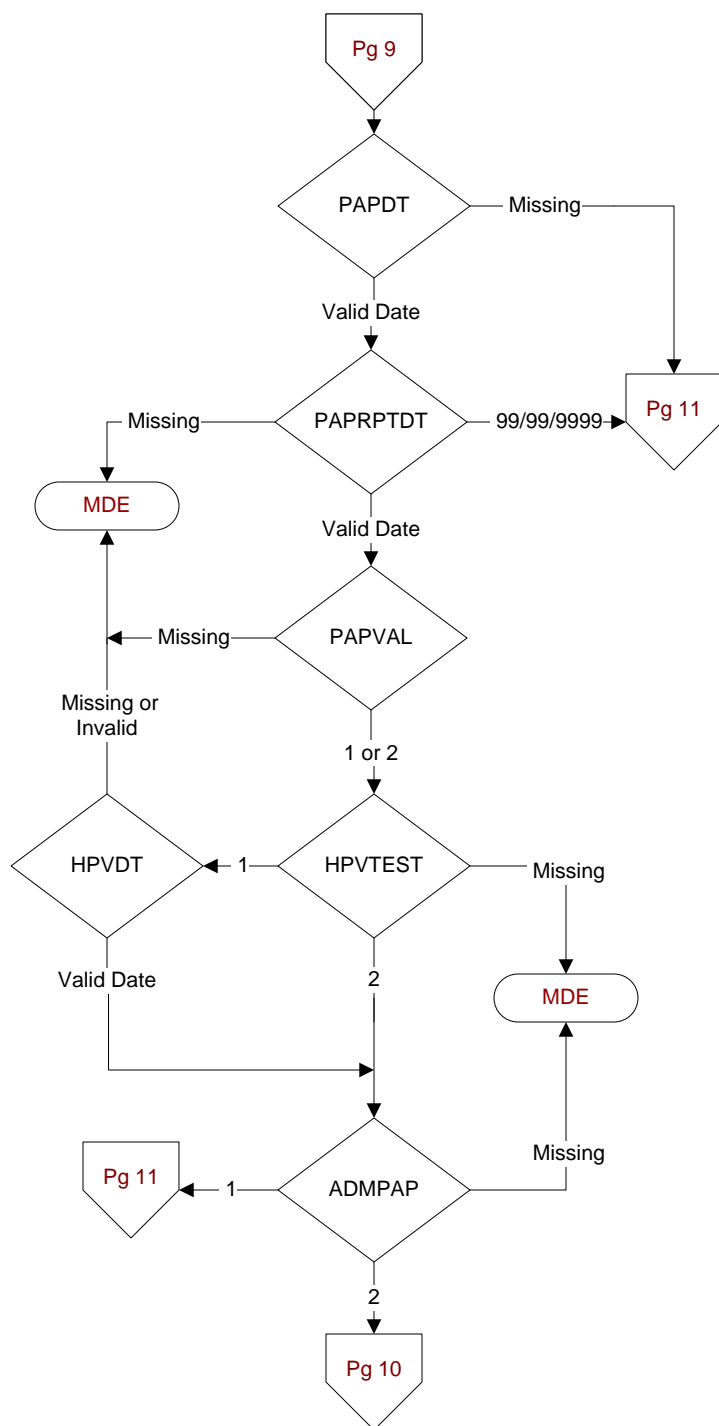 Pg 9
PAPDT
Missing
Valid Date
PAPRPTDT
Missing
99/99/9999
Pg 11
MDE
Valid Date
PAPVAL
Missing
Missing or
Invalid
1 or 2
HPVDT
1
HPVTEST
Missing
Valid Date
2
MDE
Pg 11
1
ADMPAP
Missing
2
Pg 10